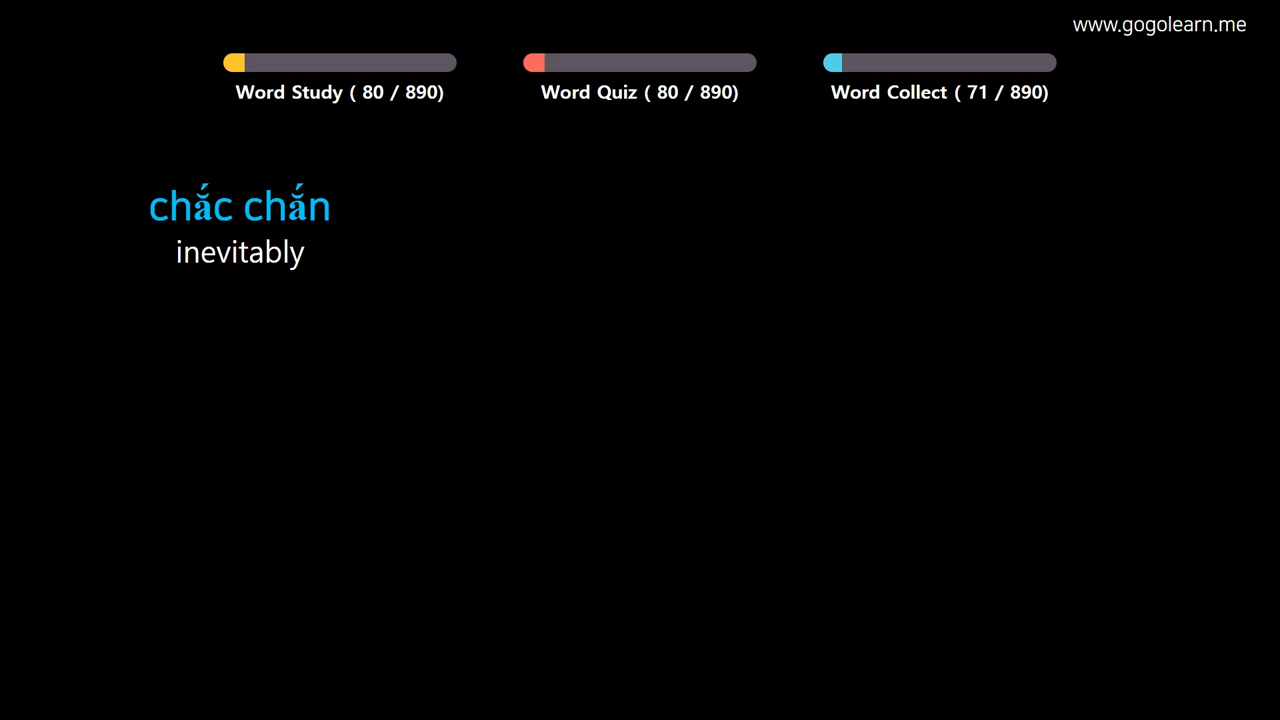 www.gogolearn.me
Word Study ( 80 / 890)
Word Quiz ( 80 / 890)
Word Collect ( 71 / 890)
chắc chắn
inevitably